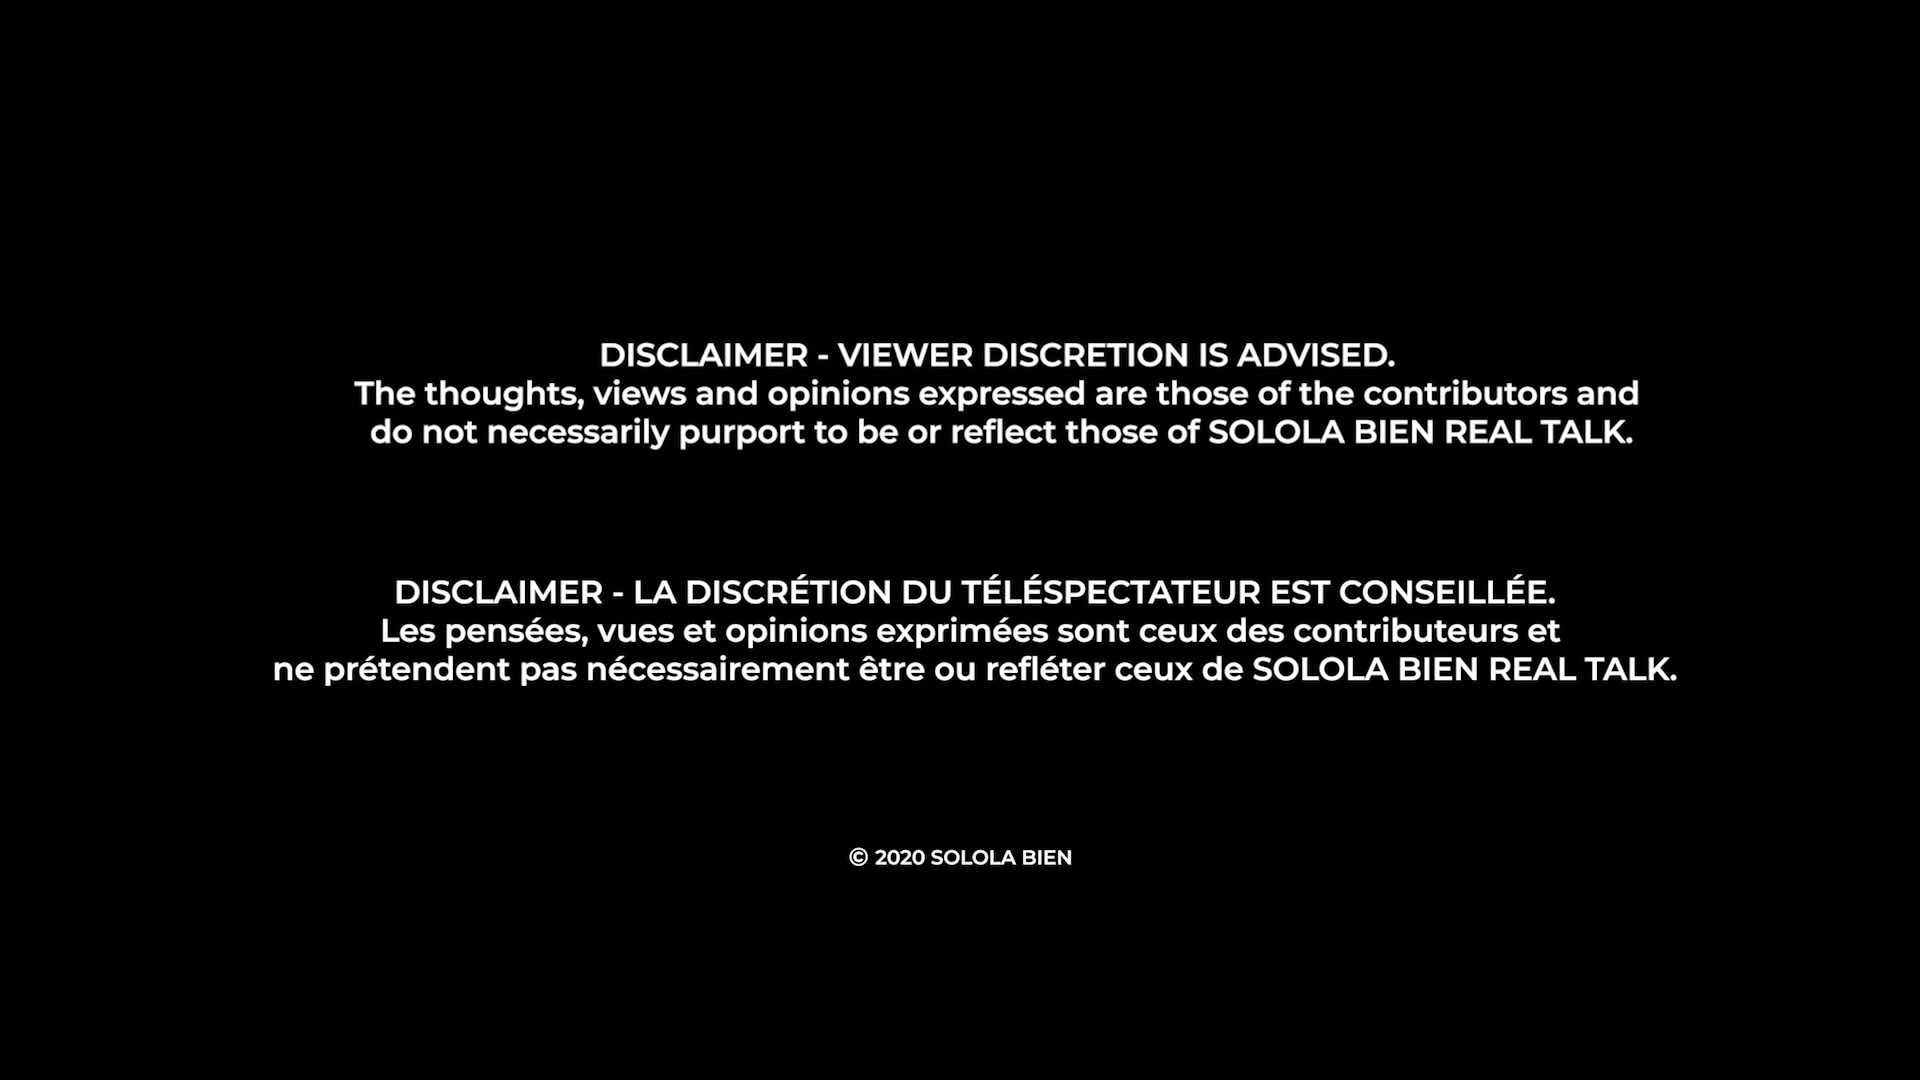 DISCLAIMER - VIEWER DISCRETION IS ADVISED.
The thoughts, views and opinions expressed are those of the contributors and
do not necessarily purport to be or reflect those of SOLOLA BIEN REAL TALK.
DISCLAIMER - LA DISCRÉTION DU TÉLÉSPECTATEUR EST CONSEILLÉE.
Les pensées, vues et opinions exprimées sont ceux des contributeurs et
ne prétendent pas nécessairement être ou refléter ceux de SOLOLA BIEN REAL TALK.
© 2020 SOLOLA BIEN